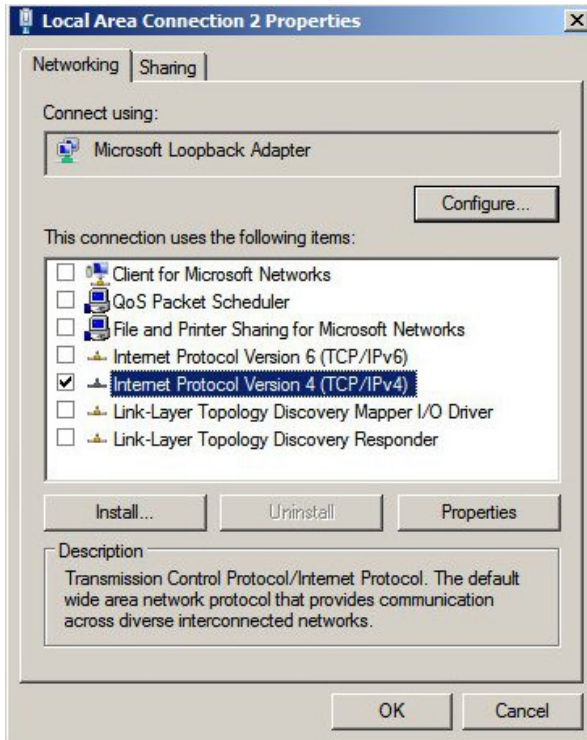 Local Area Connection 2 Properties
Networking
Sharing
Connect using:
Microsoft Loopback Adapter
Configure...
This connection uses the following items:
Client for Microsoft Networks
QoS Packet Scheduler
File and Printer Sharing for Microsoft Networks
Internet Protocol Version 6 (TCP/IPv6)
Internet Protocol Version 4 (TCP/IPv4)
Link-Layer Topology Discovery Mapper I/O Driver
Link-Layer Topology Discovery Responder
Install...
Uninstall
Properties
Description
Transmission Control Protocol/Internet Protocol. The default
wide area network protocol that provides communication
across diverse interconnected networks.
OK
Cancel